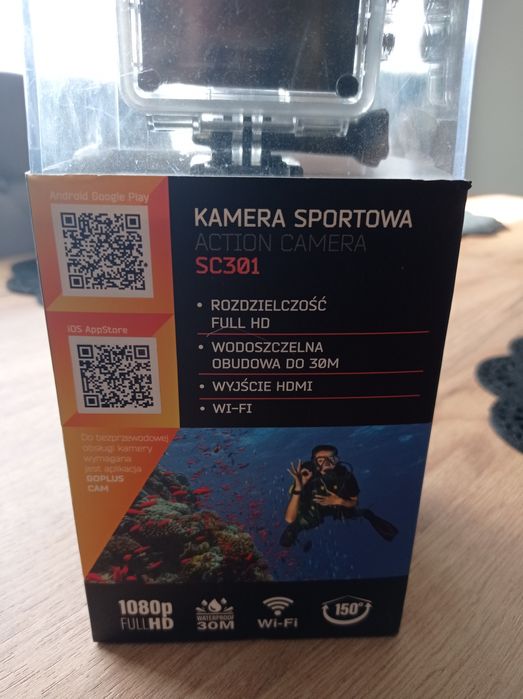 Android Google Play
iOS AppStore
KAMERA SPORTOWA
ACTION CAMERA
SC301
• ROZDZIELCZOŚĆ
FULL HD
• WODOSZCZELNA
OBUDOWA DO 30M
• WYJŚCIE HDMI
• WI-FI
Do bezprzewodowej
obsługi kamery
wymagana
jest aplikacja
GOPLUS
CAM
1080p
FULL HD
WATERPROOF
30M
Wi-Fi
150°